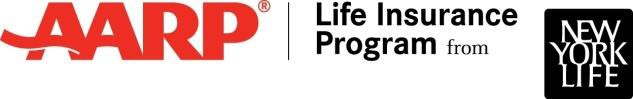 AARP®
Life Insurance
Program from
NEW
YORK
LIFE